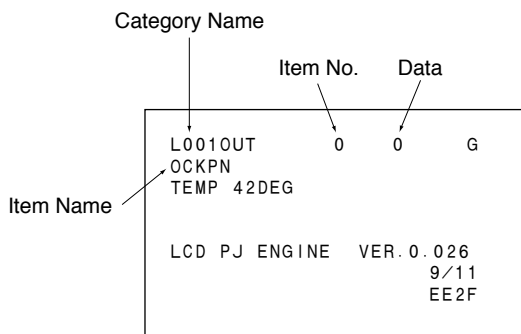 Category Name
Item No. Data
L001OUT 0 0 G
OCKPN
TEMP 42DEG
Item Name
LCD PJ ENGINE VER.0.026
9/11
EE2F